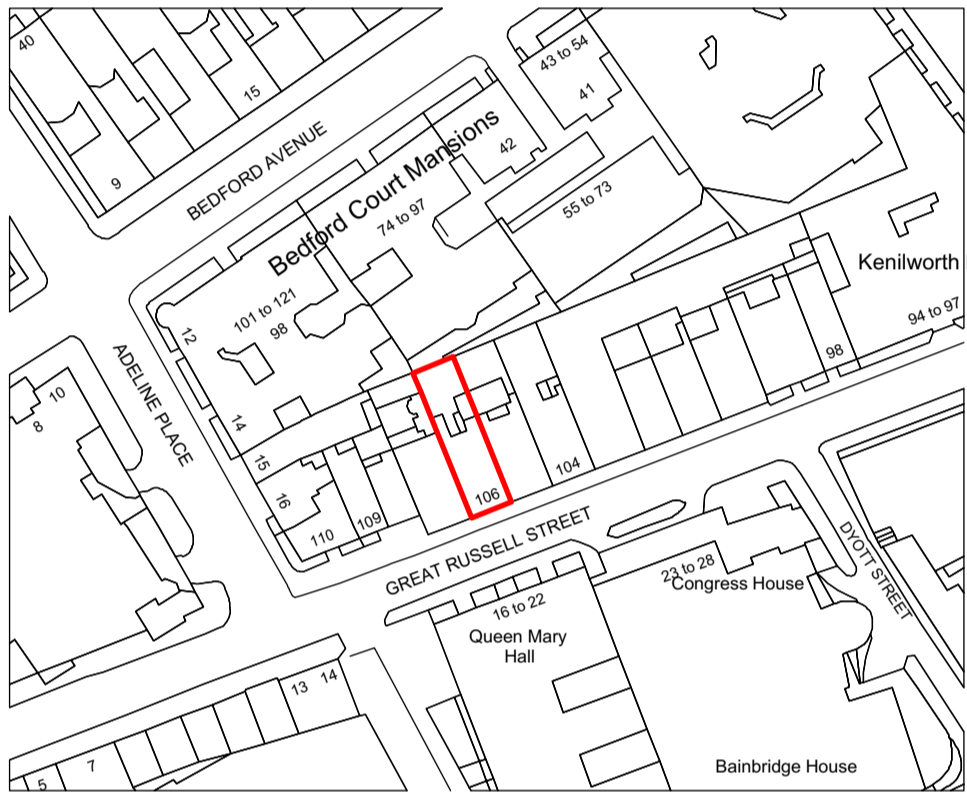 40
15
9
BEDFORD AVENUE
43 to 54
41
42
Bedford Court Mansions
74 to 97
55 to 73
101 to 121
98
12
14
15
16
110
109
106
104
98
94 to 97
Kenilworth
ADELINE PLACE
10
8
GREAT RUSSELL STREET
DYOTT STREET
23 to 28
Congress House
16 to 22
Queen Mary
Hall
13
14
7
5
Bainbridge House